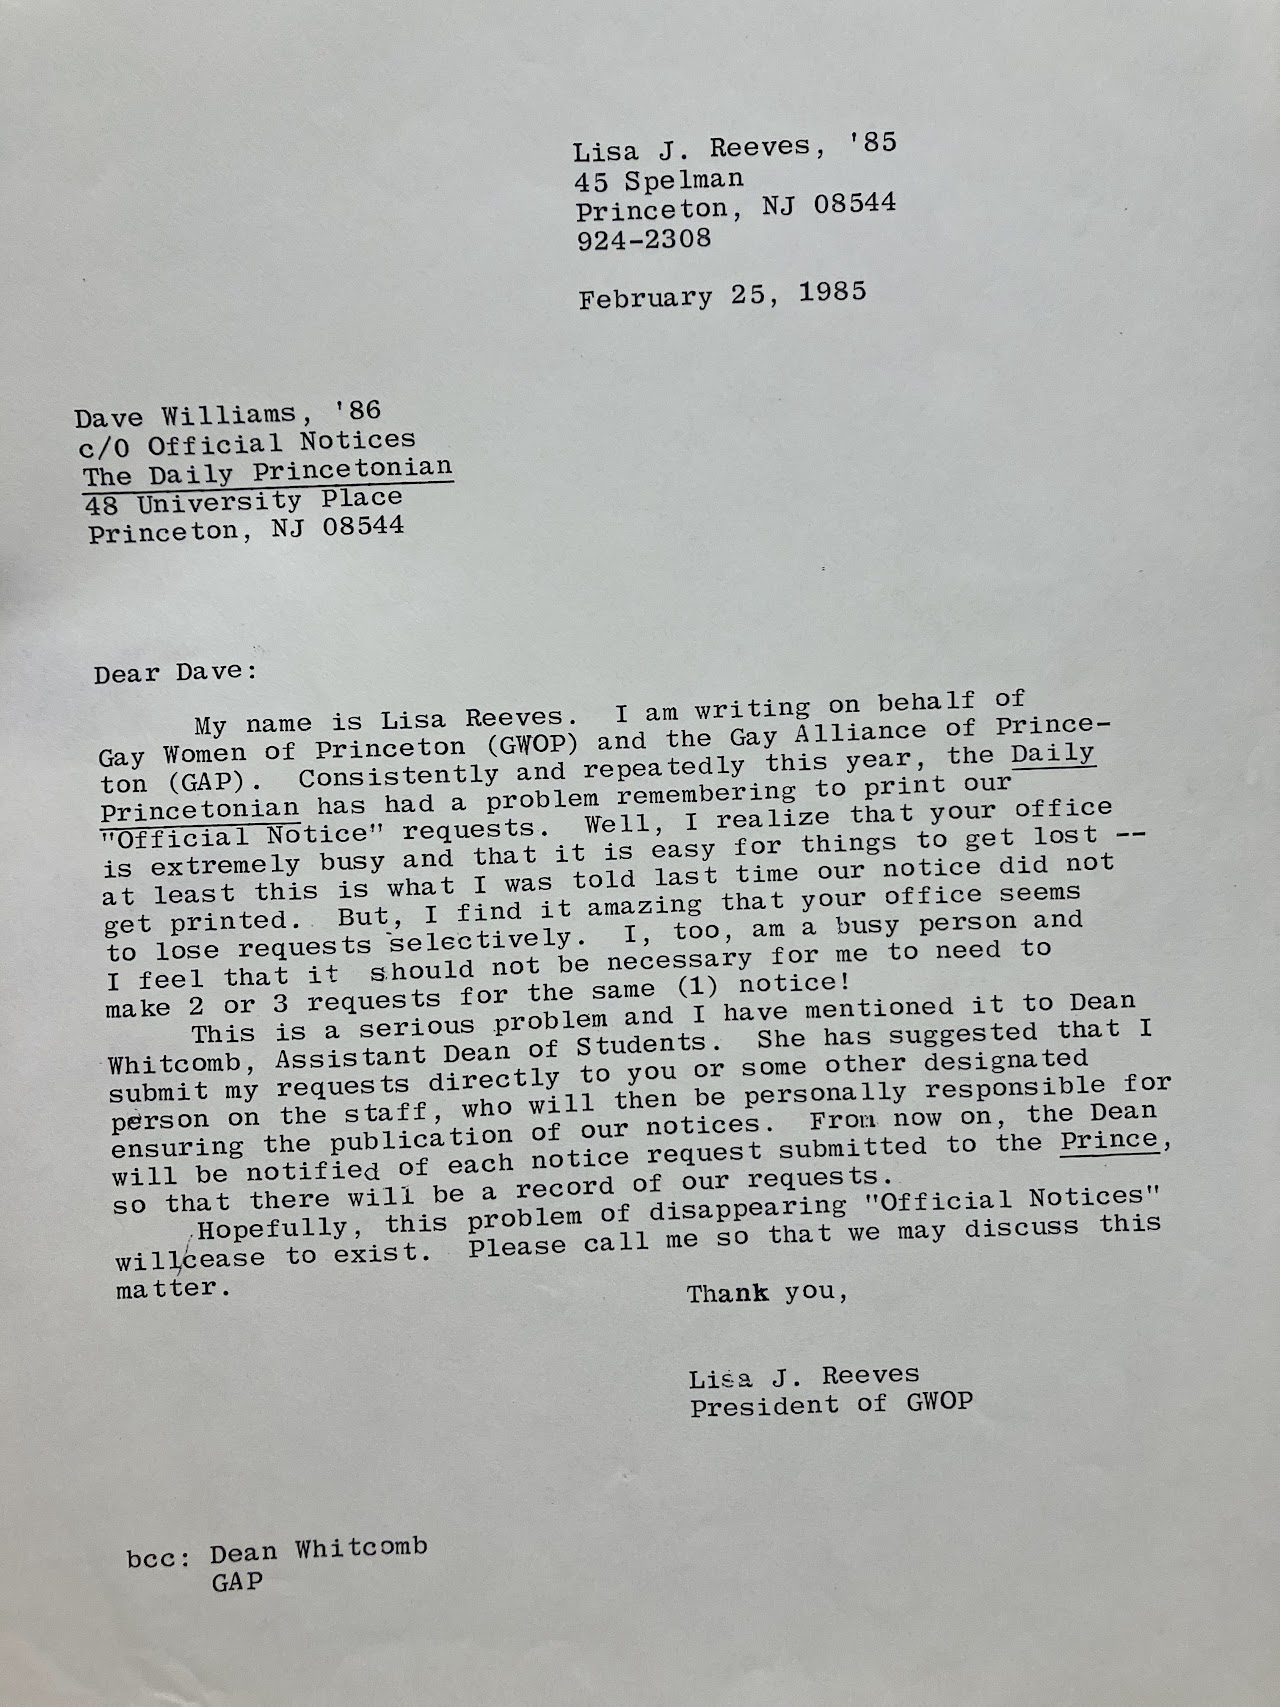 Lisa J. Reeves, '85
45 Spelman
Princeton, NJ 08544
924-2308
February 25, 1985
Dave Williams, '86
c/O Official Notices
The Daily Princetonian
48 University Place
Princeton, NJ 08544
Dear Dave:
My name is Lisa Reeves. I am writing on behalf of
Gay Women of Princeton (GWOP) and the Gay Alliance of Prince-
ton (GAP). Consistently and repeatedly this year, the Daily
Princetonian has had a problem remembering to print our
"Official Notice" requests. Well, I realize that your office
is extremely busy and that it is easy for things to get lost --
at least this is what I was told last time our notice did not
get printed. But, I find it amazing that your office seems
to lose requests selectively. I, too, am a busy person and
I feel that it should not be necessary for me to need to
make 2 or 3 requests for the same (1) notice!
This is a serious problem and I have mentioned it to Dean
Whitcomb, Assistant Dean of Students. She has suggested that I
submit my requests directly to you or some other designated
person on the staff, who will then be personally responsible for
ensuring the publication of our notices. From now on, the Dean
will be notified of each notice request submitted to the Prince,
so that there will be a record of our requests.
Hopefully, this problem of disappearing "Official Notices"
will/cease to exist. Please call me so that we may discuss this
matter.
Thank you,
Lisa J. Reeves
President of GWOP
bcc: Dean Whitcomb
GAP